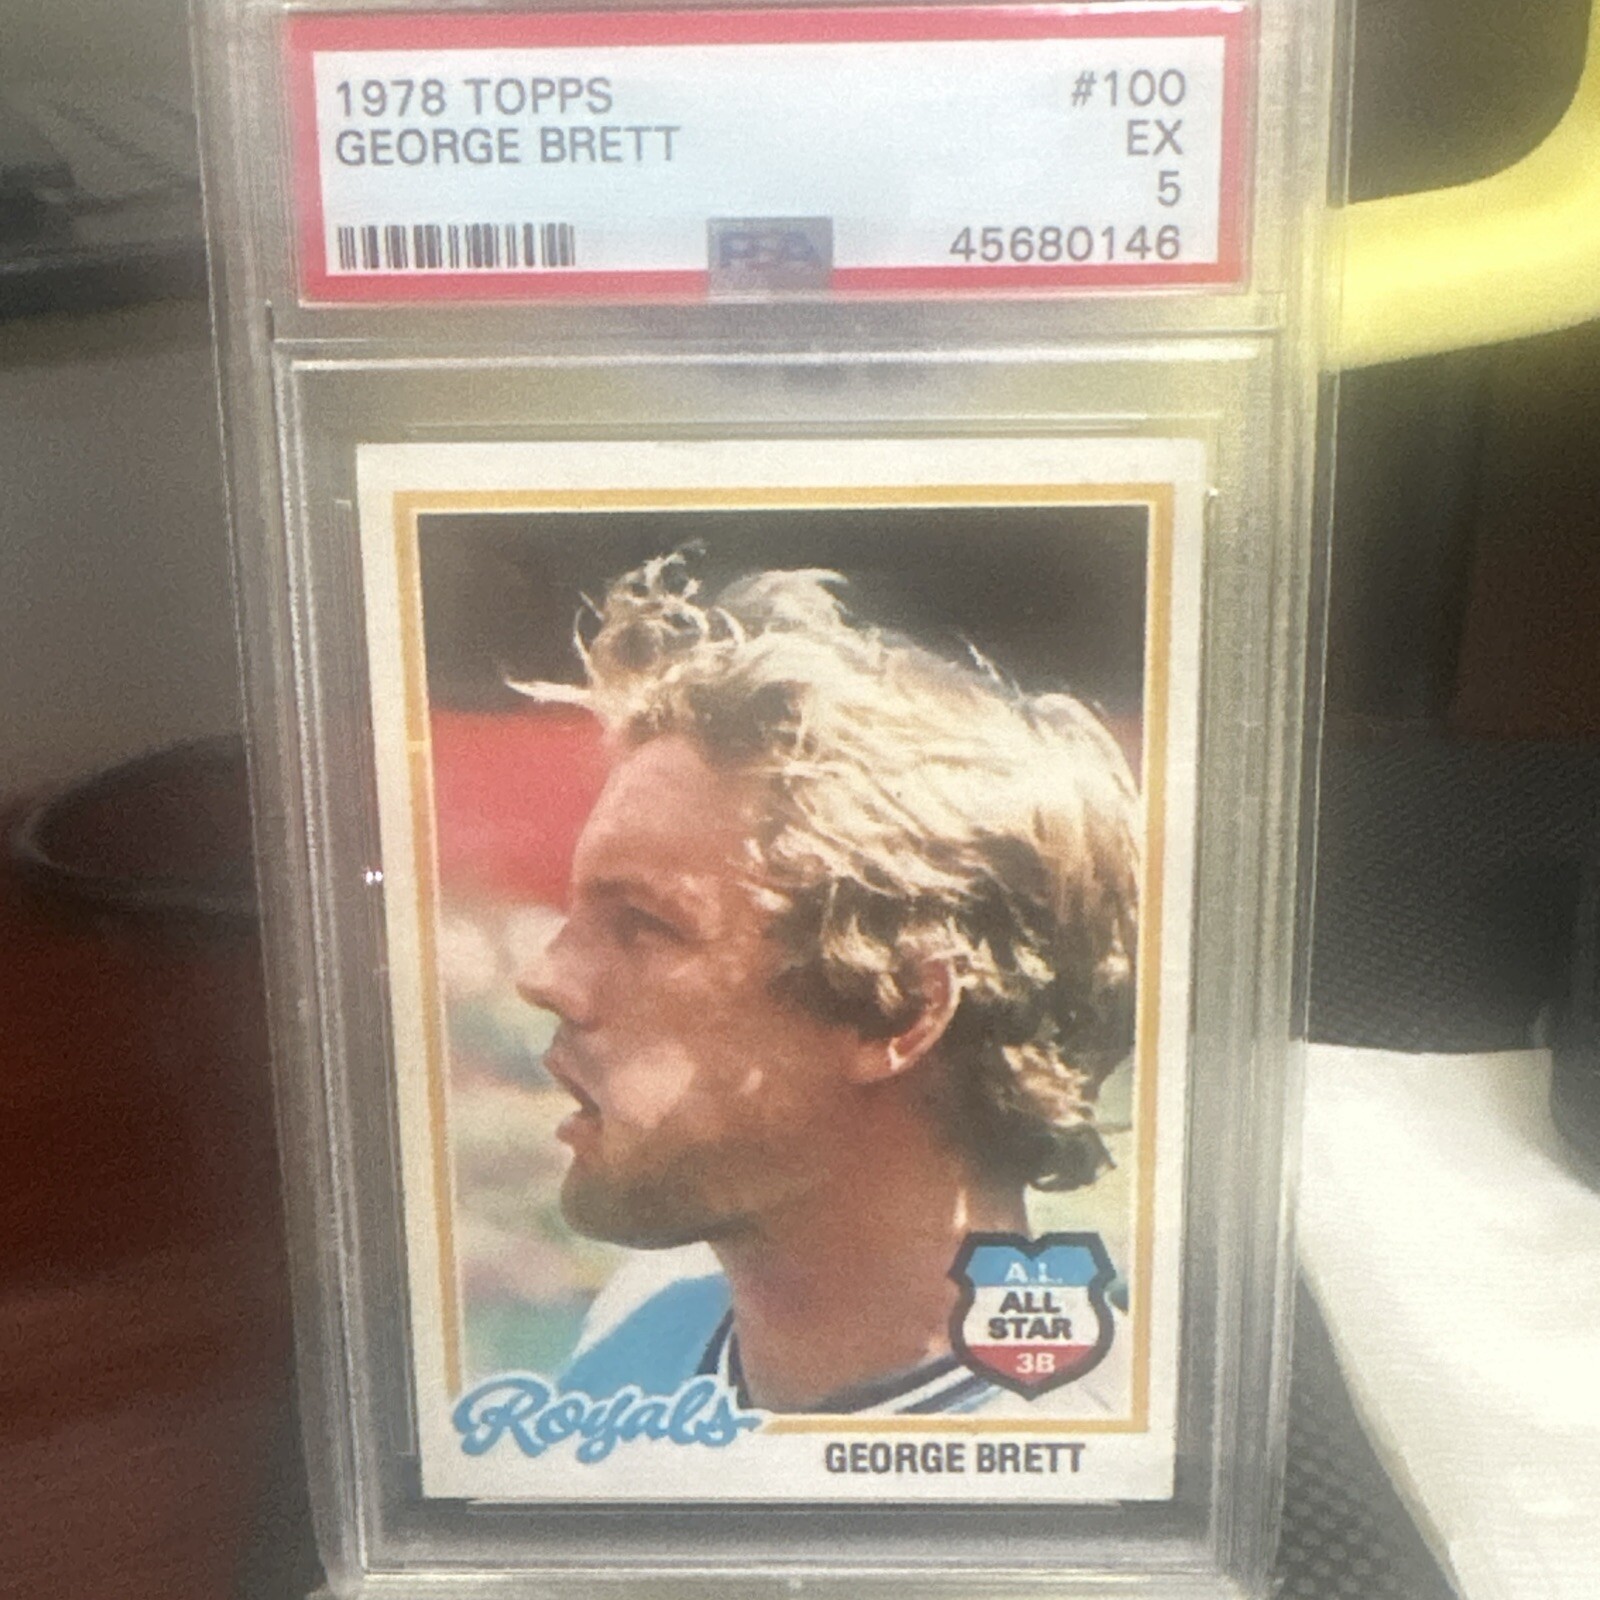 1978 TOPPS #100
GEORGE BRETT EX
5
PSA 45680146
A.L.
ALL
STAR
3B
Royals
GEORGE BRETT